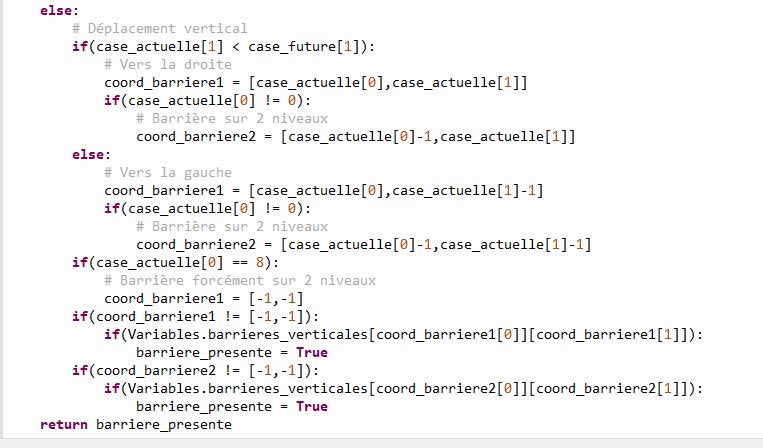 else:
# Déplacement vertical
if(case_actuelle[1] < case_future[1]):
# Vers la droite
coord_barriere1 = [case_actuelle[0],case_actuelle[1]]
if(case_actuelle[0] != 0):
# Barrière sur 2 niveaux
coord_barriere2 = [case_actuelle[0]-1,case_actuelle[1]]
else:
# Vers la gauche
coord_barriere1 = [case_actuelle[0],case_actuelle[1]-1]
if(case_actuelle[0] != 0):
# Barrière sur 2 niveaux
coord_barriere2 = [case_actuelle[0]-1,case_actuelle[1]-1]
if(case_actuelle[0] == 8):
# Barrière forcément sur 2 niveaux
coord_barriere1 = [-1,-1]
if(coord_barriere1 != [-1,-1]):
if(Variables.barrieres_verticales[coord_barriere1[0]][coord_barriere1[1]]):
barriere_presente = True
if(coord_barriere2 != [-1,-1]):
if(Variables.barrieres_verticales[coord_barriere2[0]][coord_barriere2[1]]):
barriere_presente = True
return barriere_presente